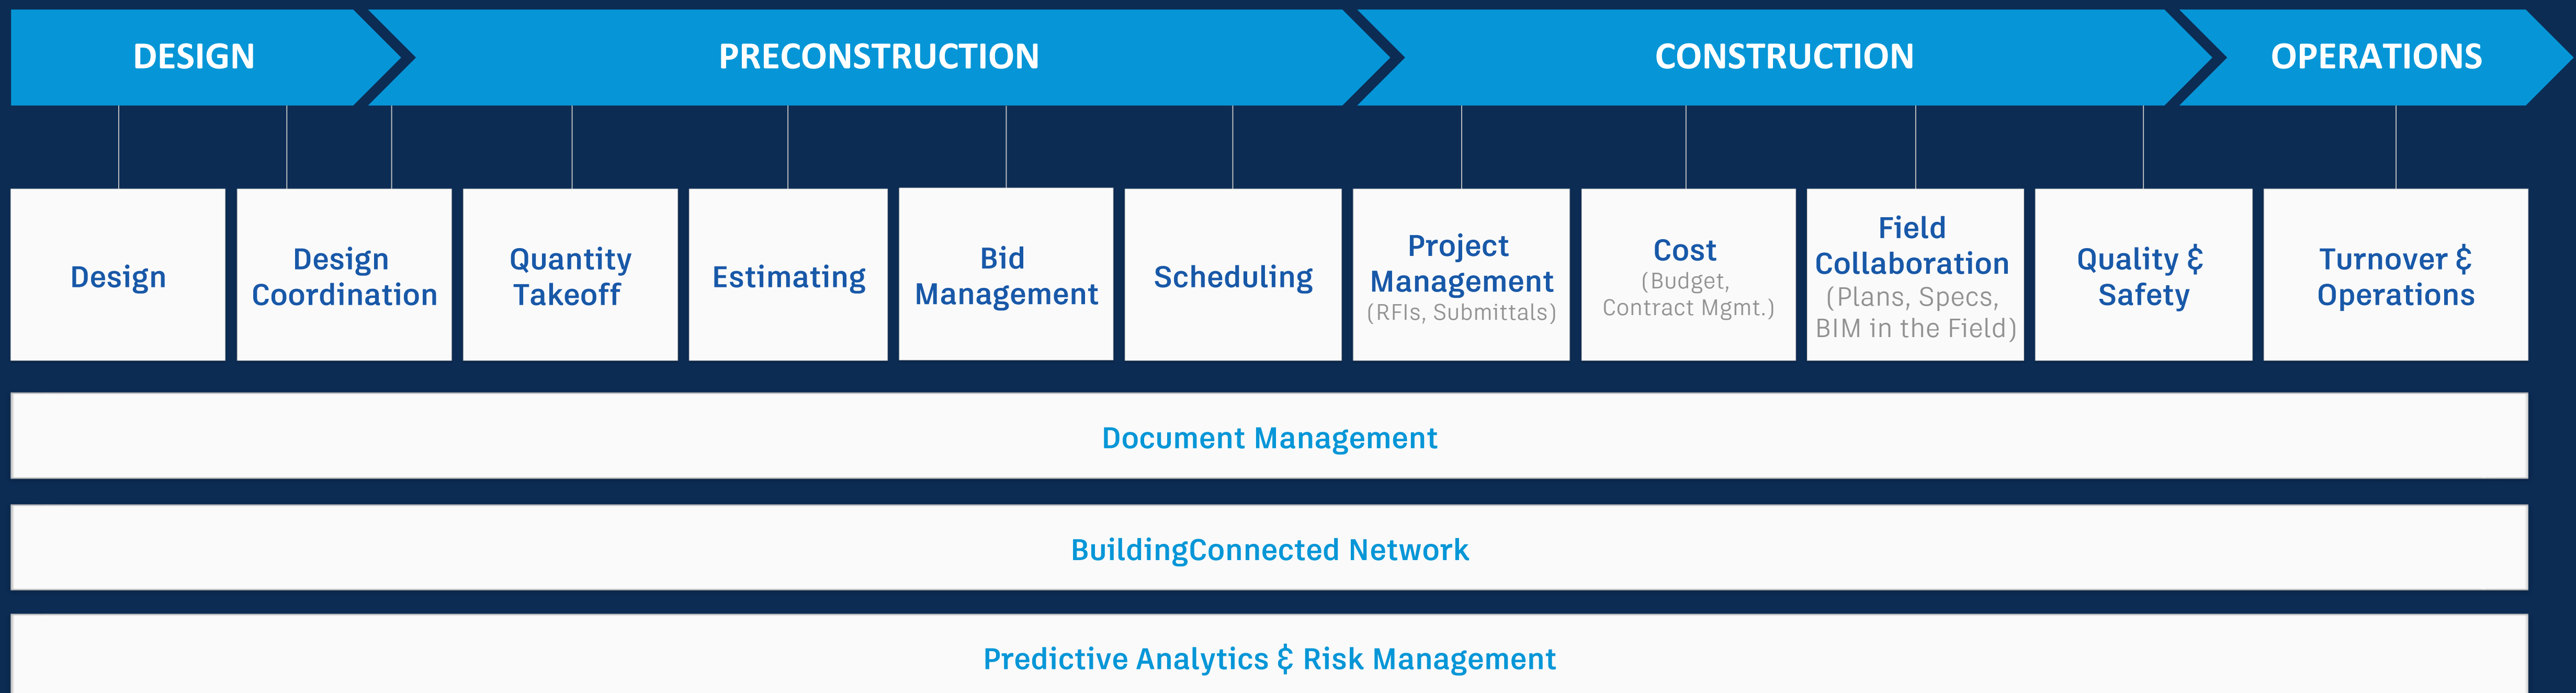 DESIGN
PRECONSTRUCTION
CONSTRUCTION
OPERATIONS
Design
Design
Coordination
Quantity
Takeoff
Estimating
Bid
Management
Scheduling
Project
Management
(RFIs, Submittals)
Cost
(Budget,
Contract Mgmt.)
Field
Collaboration
(Plans, Specs,
BIM in the Field)
Quality &
Safety
Turnover &
Operations
Document Management
BuildingConnected Network
Predictive Analytics & Risk Management